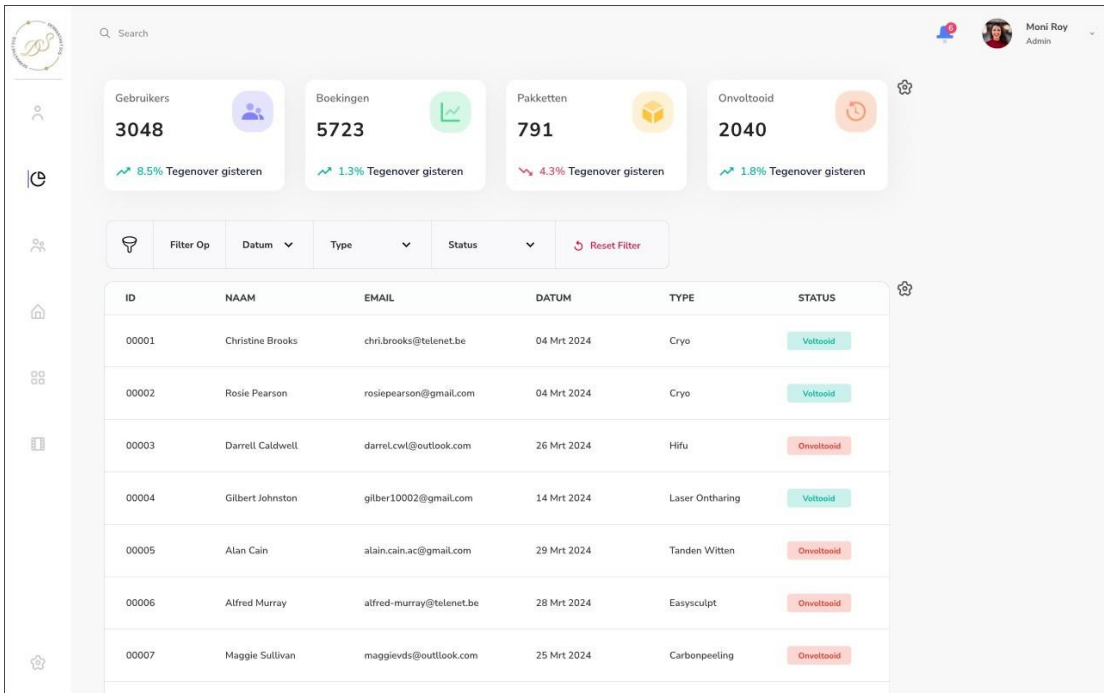 Search
6
Moni Roy
Admin
Gebruikers
3048
8.5% Tegenover gisteren
Boekingen
5723
1.3% Tegenover gisteren
Pakketten
791
4.3% Tegenover gisteren
Onvoltooid
2040
1.8% Tegenover gisteren
Filter Op Datum Type Status Reset Filter
ID NAAM EMAIL DATUM TYPE STATUS
00001 Christine Brooks chri.brooks@telenet.be 04 Mrt 2024 Cryo Voltooid
00002 Rosie Pearson rosiepearson@gmail.com 04 Mrt 2024 Cryo Voltooid
00003 Darrell Caldwell darrel.cwl@outlook.com 26 Mrt 2024 Hifu Onvoltooid
00004 Gilbert Johnston gilber10002@gmail.com 14 Mrt 2024 Laser Ontharing Voltooid
00005 Alan Cain alain.cain.ac@gmail.com 29 Mrt 2024 Tanden Witten Onvoltooid
00006 Alfred Murray alfred-murray@telenet.be 28 Mrt 2024 Easysculpt Onvoltooid
00007 Maggie Sullivan maggievds@outllook.com 25 Mrt 2024 Carbonpeeling Onvoltooid